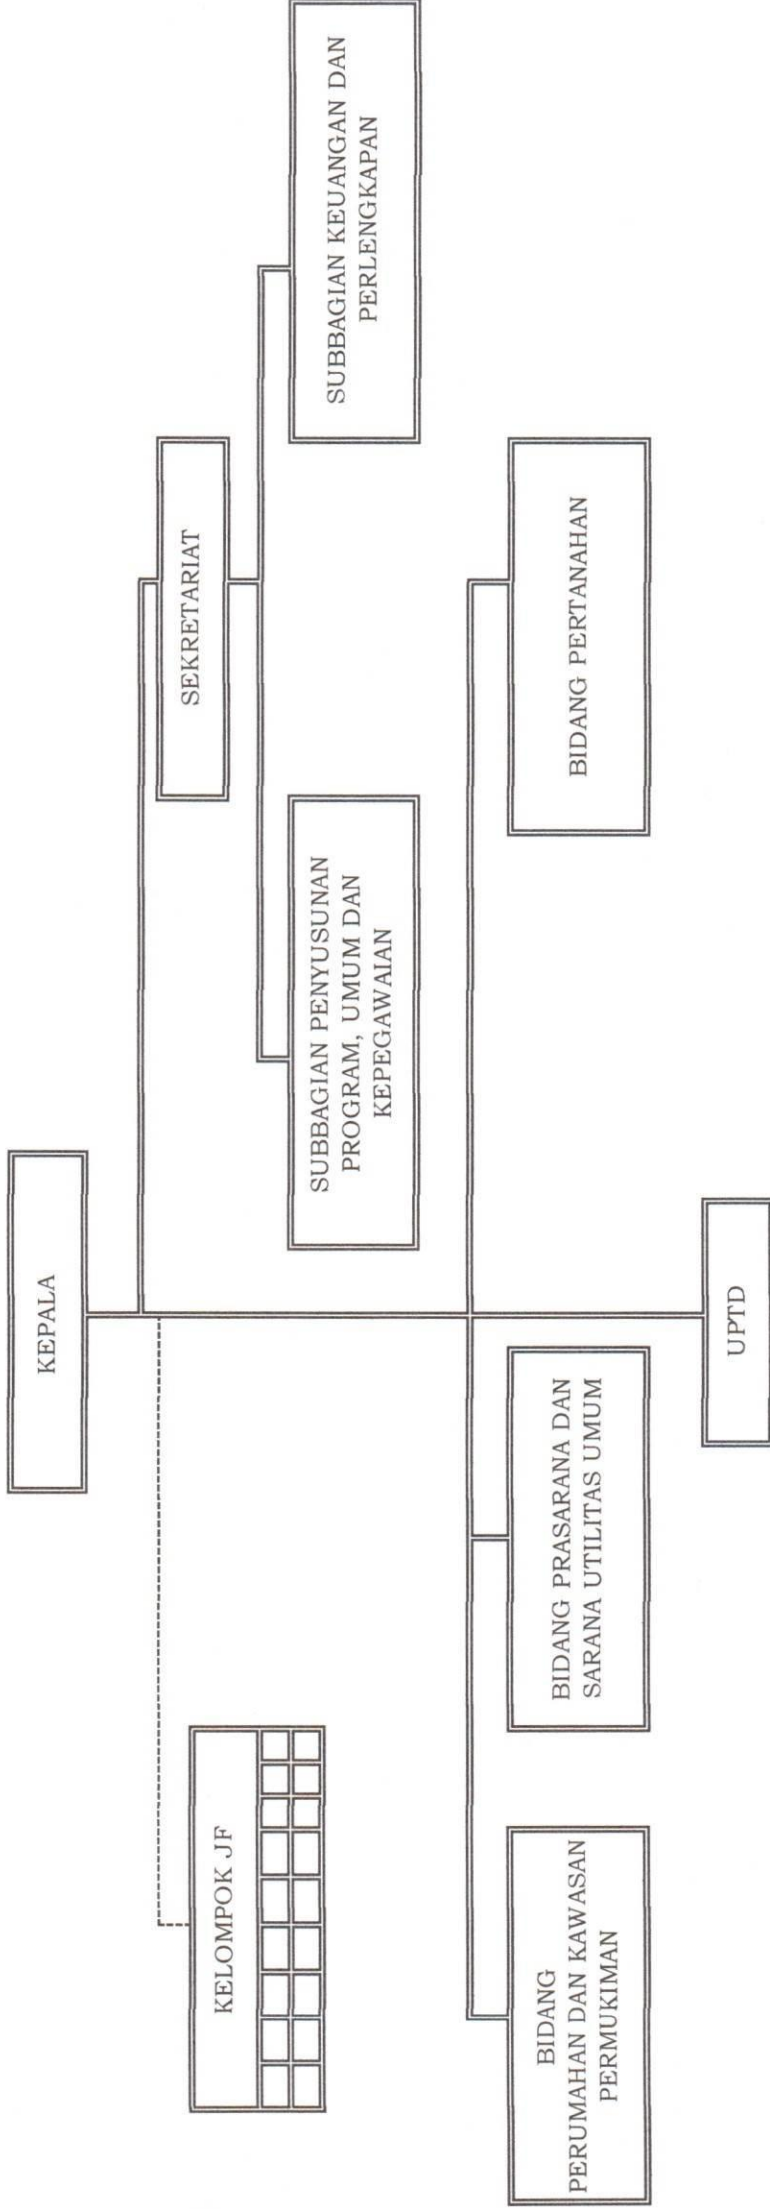 KEPALA
KELOMPOK JF
SEKRETARIAT
SUBBAGIAN PENYUSUNAN
PROGRAM, UMUM DAN
KEPEGAWAIAN
SUBBAGIAN KEUANGAN DAN
PERLENGKAPAN
BIDANG
PERUMAHAN DAN KAWASAN
PERMUKIMAN
BIDANG PRASARANA DAN
SARANA UTILITAS UMUM
BIDANG PERTANAHAN
UPTD